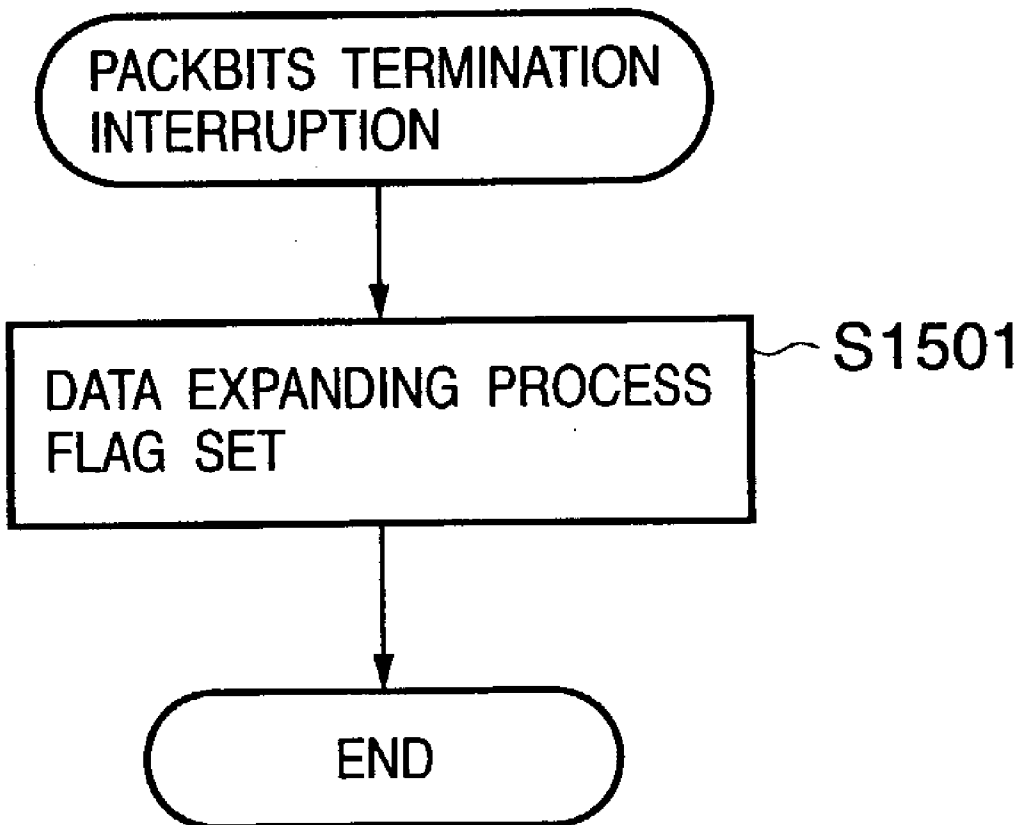 PACKBITS TERMINATION
INTERRUPTION
DATA EXPANDING PROCESS
FLAG SET
S1501
END